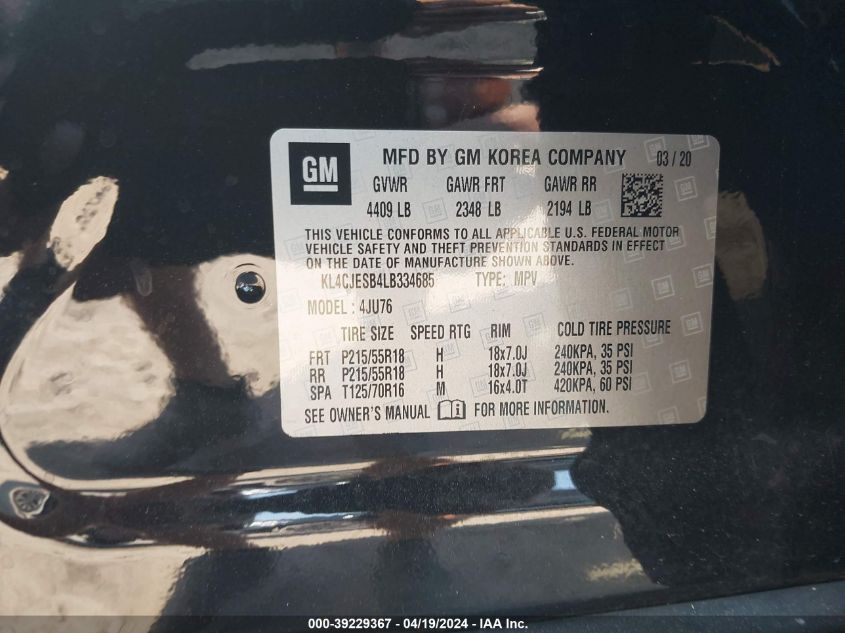 GM
MFD BY GM KOREA COMPANY 03 / 20
GVWR GAWR FRT GAWR RR
4409 LB 2348 LB 2194 LB
THIS VEHICLE CONFORMS TO ALL APPLICABLE U.S. FEDERAL MOTOR
VEHICLE SAFETY AND THEFT PREVENTION STANDARDS IN EFFECT
ON THE DATE OF MANUFACTURE SHOWN ABOVE.
KL4CJESB4LB334685 TYPE: MPV
MODEL : 4JU76
TIRE SIZE SPEED RTG RIM COLD TIRE PRESSURE
FRT P215/55R18 H 18x7.0J 240KPA, 35 PSI
RR P215/55R18 H 18x7.0J 240KPA, 35 PSI
SPA T125/70R16 M 16x4.0T 420KPA, 60 PSI
SEE OWNER'S MANUAL FOR MORE INFORMATION.
000-39229367 - 04/19/2024 - IAA Inc.